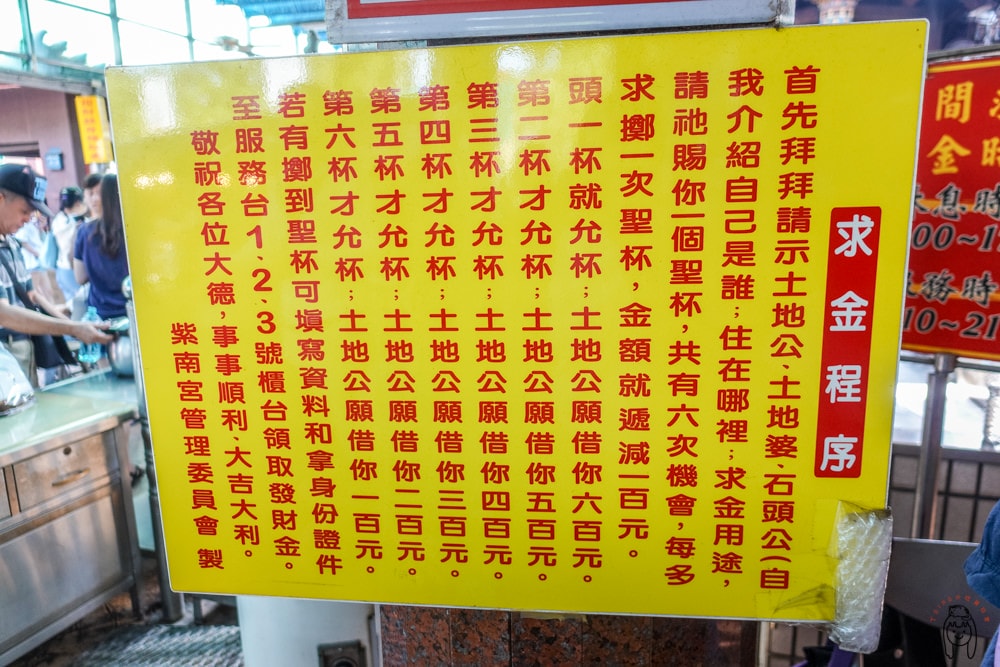 求金程序
首先拜拜請示土地公、土地婆、石頭公(自
我介紹自己是誰；住在哪裡；求金用途，
請祂賜你一個聖杯，共有六次機會，每多
求擲一次聖杯，金額就遞減一百元。
頭一杯就允杯；土地公願借你六百元。
第二杯才允杯；土地公願借你五百元。
第三杯才允杯；土地公願借你四百元。
第四杯才允杯；土地公願借你三百元。
第五杯才允杯；土地公願借你二百元。
第六杯才允杯；土地公願借你一百元。
若有擲到聖杯可填寫資料和拿身份證件
至服務台1、2、3號櫃台領取發財金。
敬祝各位大德，事事順利、大吉大利。
紫南宮管理委員會 製
間
金時
息時
00~1
務時
10~21